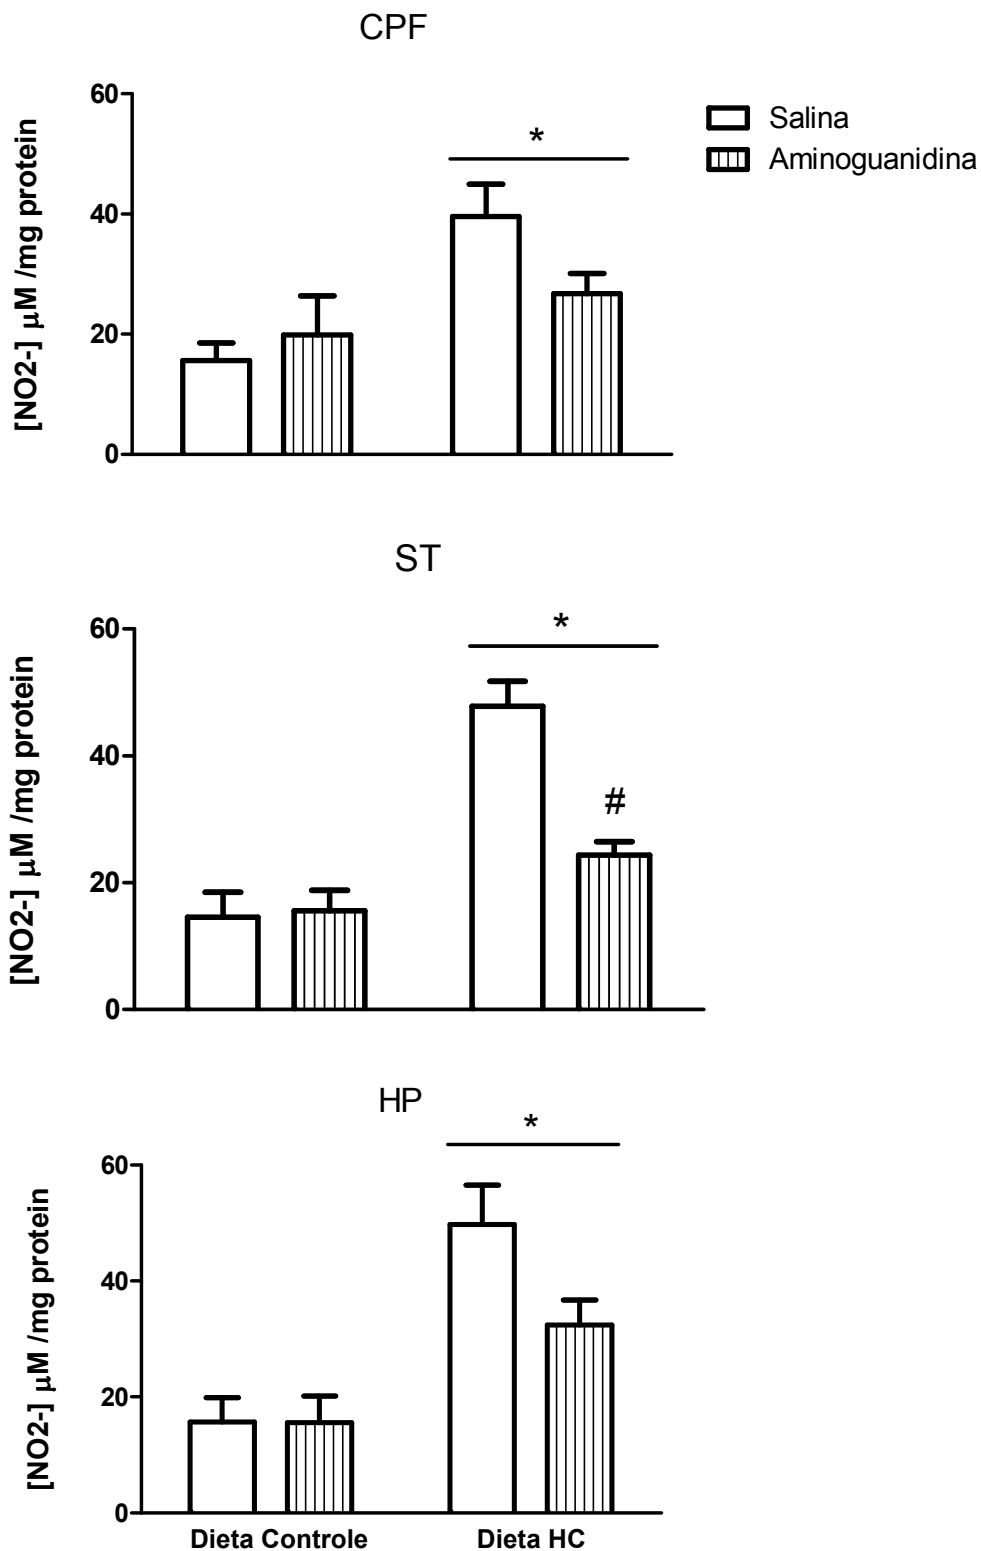 CPF
[NO2-] μM /mg protein
60
40
20
0
*
Salina
Aminoguanidina
ST
[NO2-] μM /mg protein
60
40
20
0
*
#
HP
[NO2-] μM /mg protein
60
40
20
0
*
Dieta Controle
Dieta HC